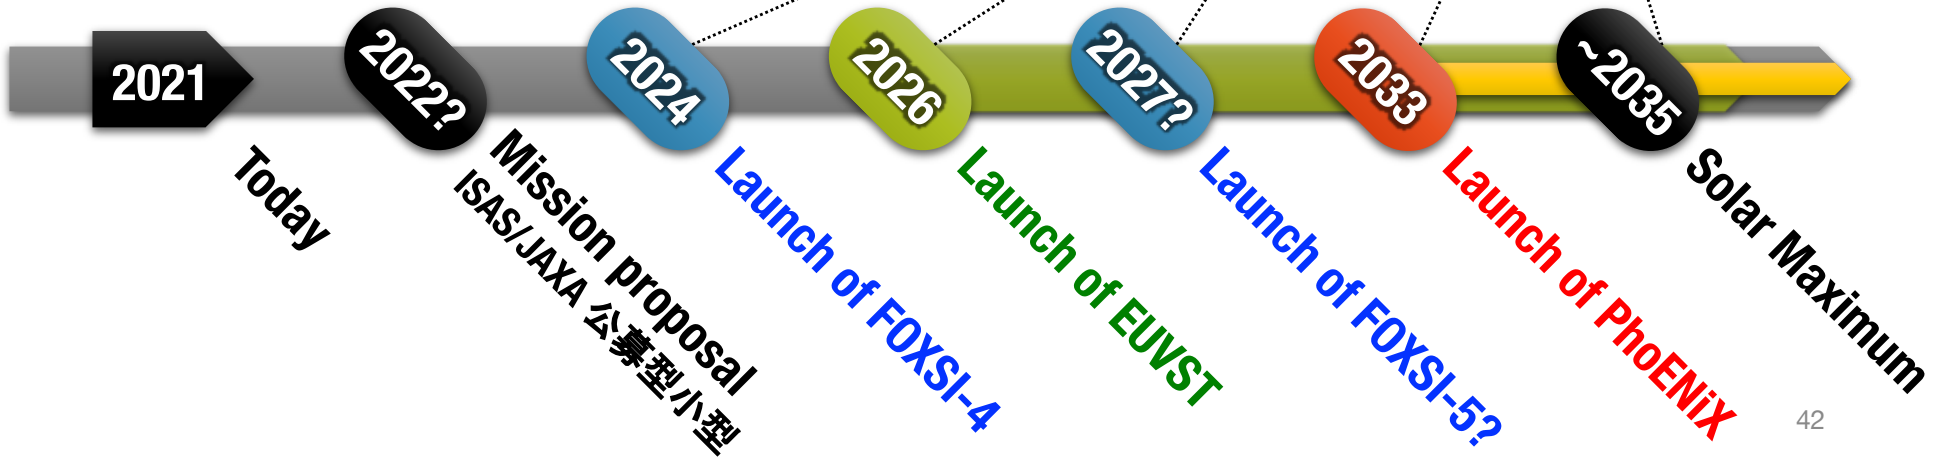 2021
Today
2022?
Mission proposal
ISAS/JAXA 公募型小型
2024
Launch of FOXSI-4
2026
Launch of EUVST
2027?
Launch of FOXSI-5?
2033
Launch of PhoENiX
~2035
Solar Maximum
42